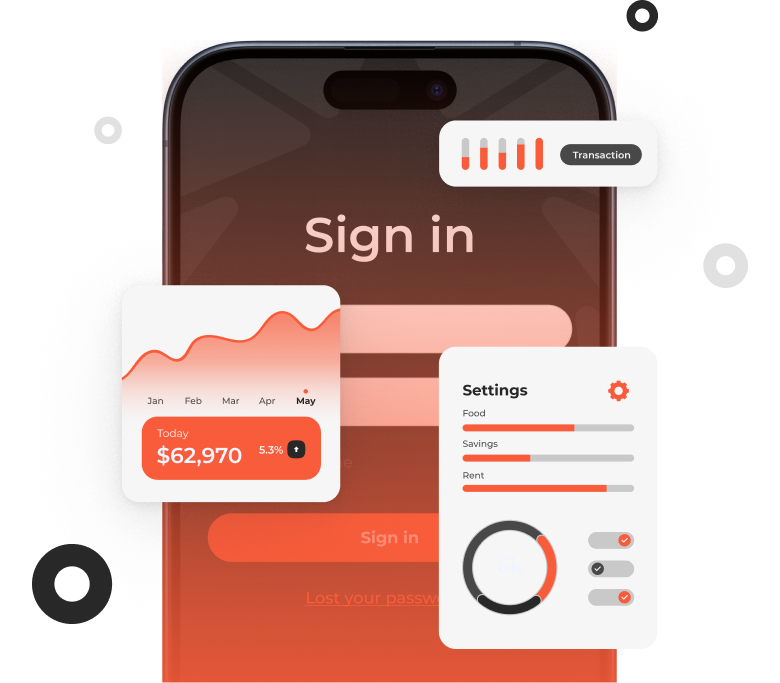 Transaction
Sign in
Jan Feb Mar Apr May
Today
$62,970
5.3%
Settings
Food
Savings
Rent
Sign in
Lost your passw